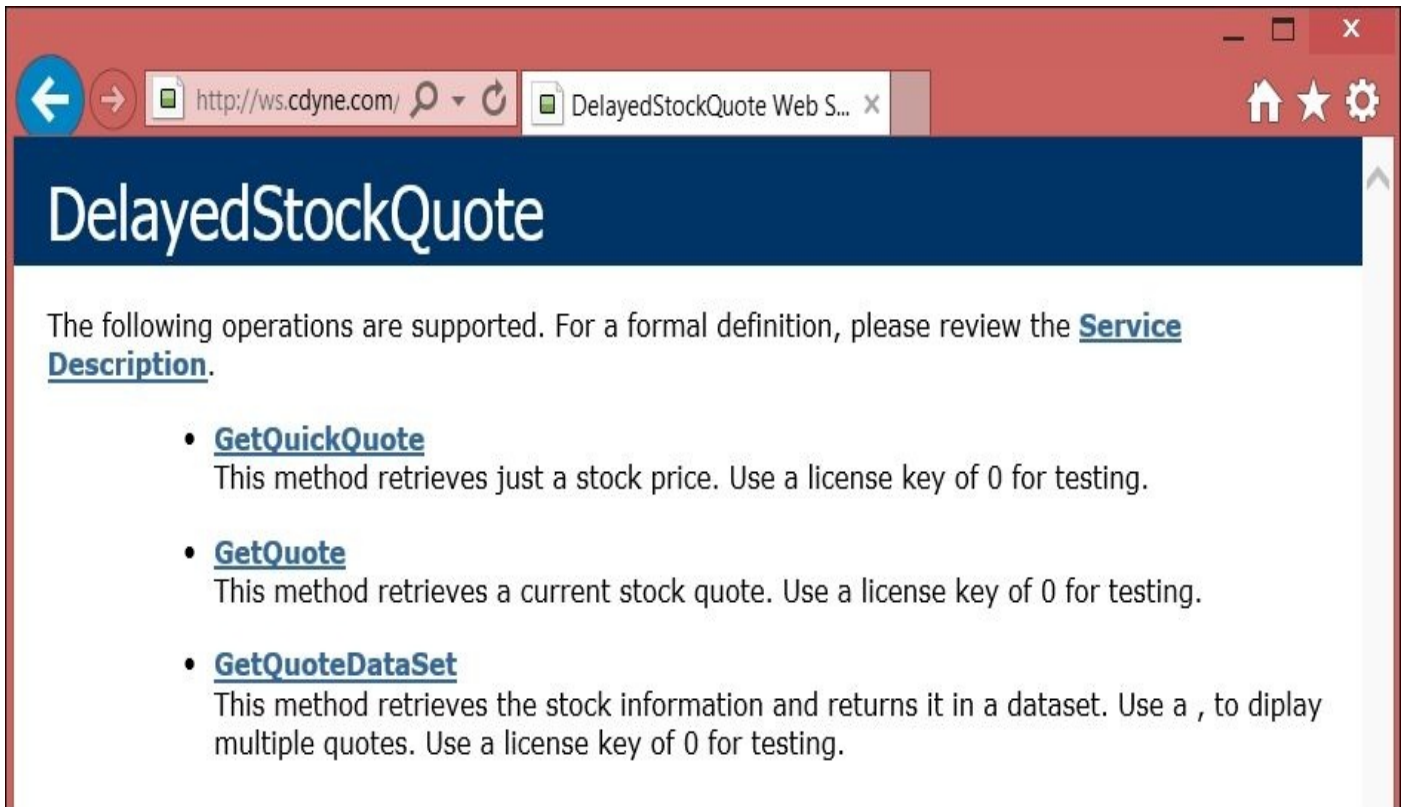 X
http://ws.cdyne.com/
DelayedStockQuote Web S...
DelayedStockQuote
The following operations are supported. For a formal definition, please review the Service
Description.
• GetQuickQuote
This method retrieves just a stock price. Use a license key of 0 for testing.
• GetQuote
This method retrieves a current stock quote. Use a license key of 0 for testing.
• GetQuoteDataSet
This method retrieves the stock information and returns it in a dataset. Use a , to diplay
multiple quotes. Use a license key of 0 for testing.